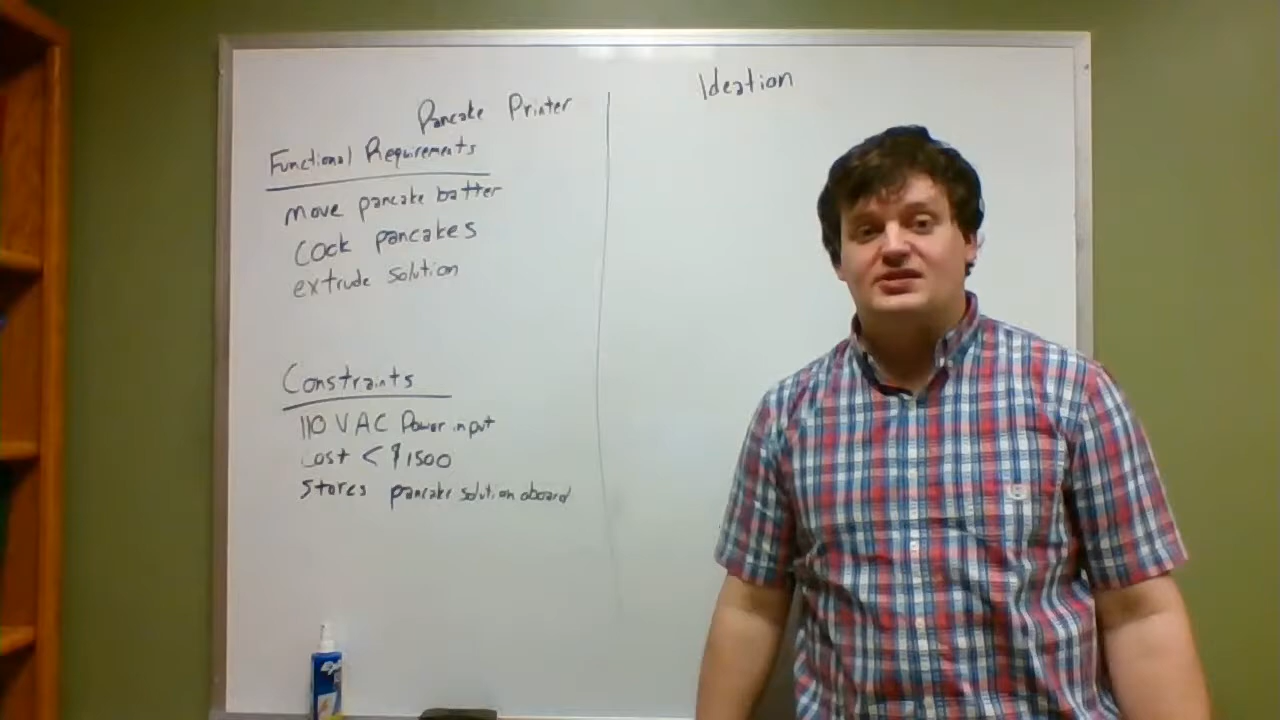 Pancake Printer
Functional Requirements
move pancake batter
Cook pancakes
extrude solution
Constraints
110 VAC Power input
Cost < $1500
Stores pancake solution aboard
Ideation